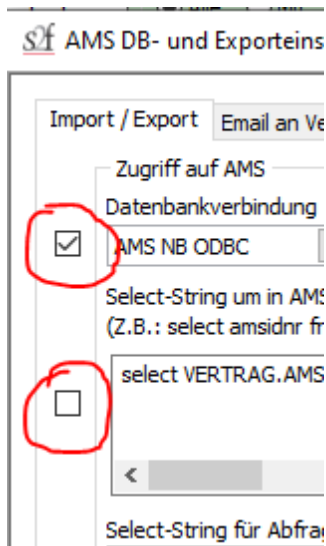 AMS DB- und Exporteins
Import / Export Email an Ve
Zugriff auf AMS
Datenbankverbindung
AMS NB ODBC
Select-String um in AMS
(Z.B.: select amsidnr fr
select VERTRAG.AMS
Select-String für Abfrag